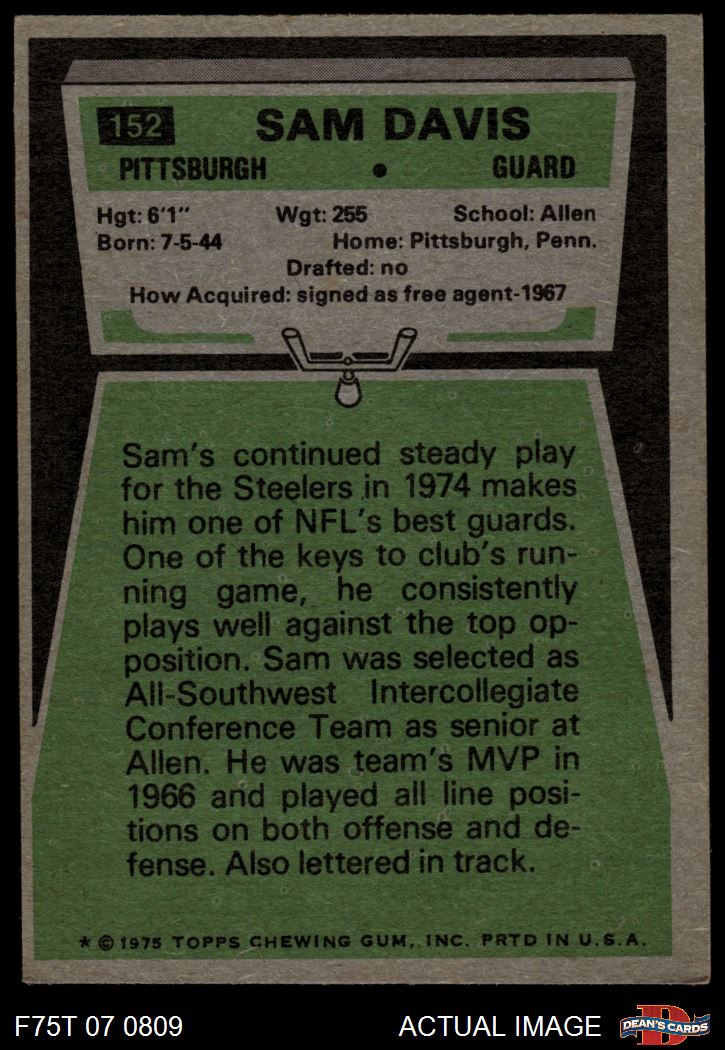 152 SAM DAVIS
PITTSBURGH • GUARD
Hgt: 6'1" Wgt: 255 School: Allen
Born: 7-5-44 Home: Pittsburgh, Penn.
Drafted: no
How Acquired: signed as free agent-1967
Sam's continued steady play
for the Steelers in 1974 makes
him one of NFL's best guards.
One of the keys to club's run-
ning game, he consistently
plays well against the top op-
position. Sam was selected as
All-Southwest Intercollegiate
Conference Team as senior at
Allen. He was team's MVP in
1966 and played all line posi-
tions on both offense and de-
fense. Also lettered in track.
* © 1975 TOPPS CHEWING GUM, INC. PRTD IN U.S.A.
F75T 07 0809 ACTUAL IMAGE D DEAN'S CARDS